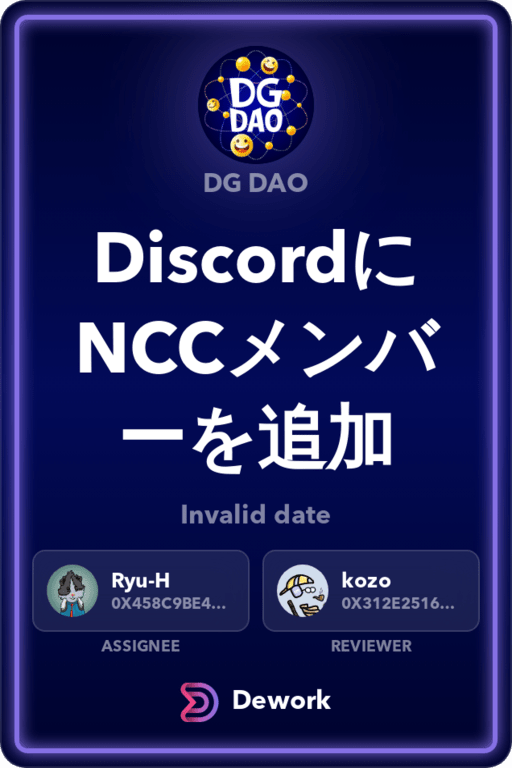 DG
DAO
DG DAO
Discordに
NCCメンバ
ーを追加
Invalid date
Ryu-H
0X458C9BE4...
kozo
0X312E2516...
ASSIGNEE
REVIEWER
Dework